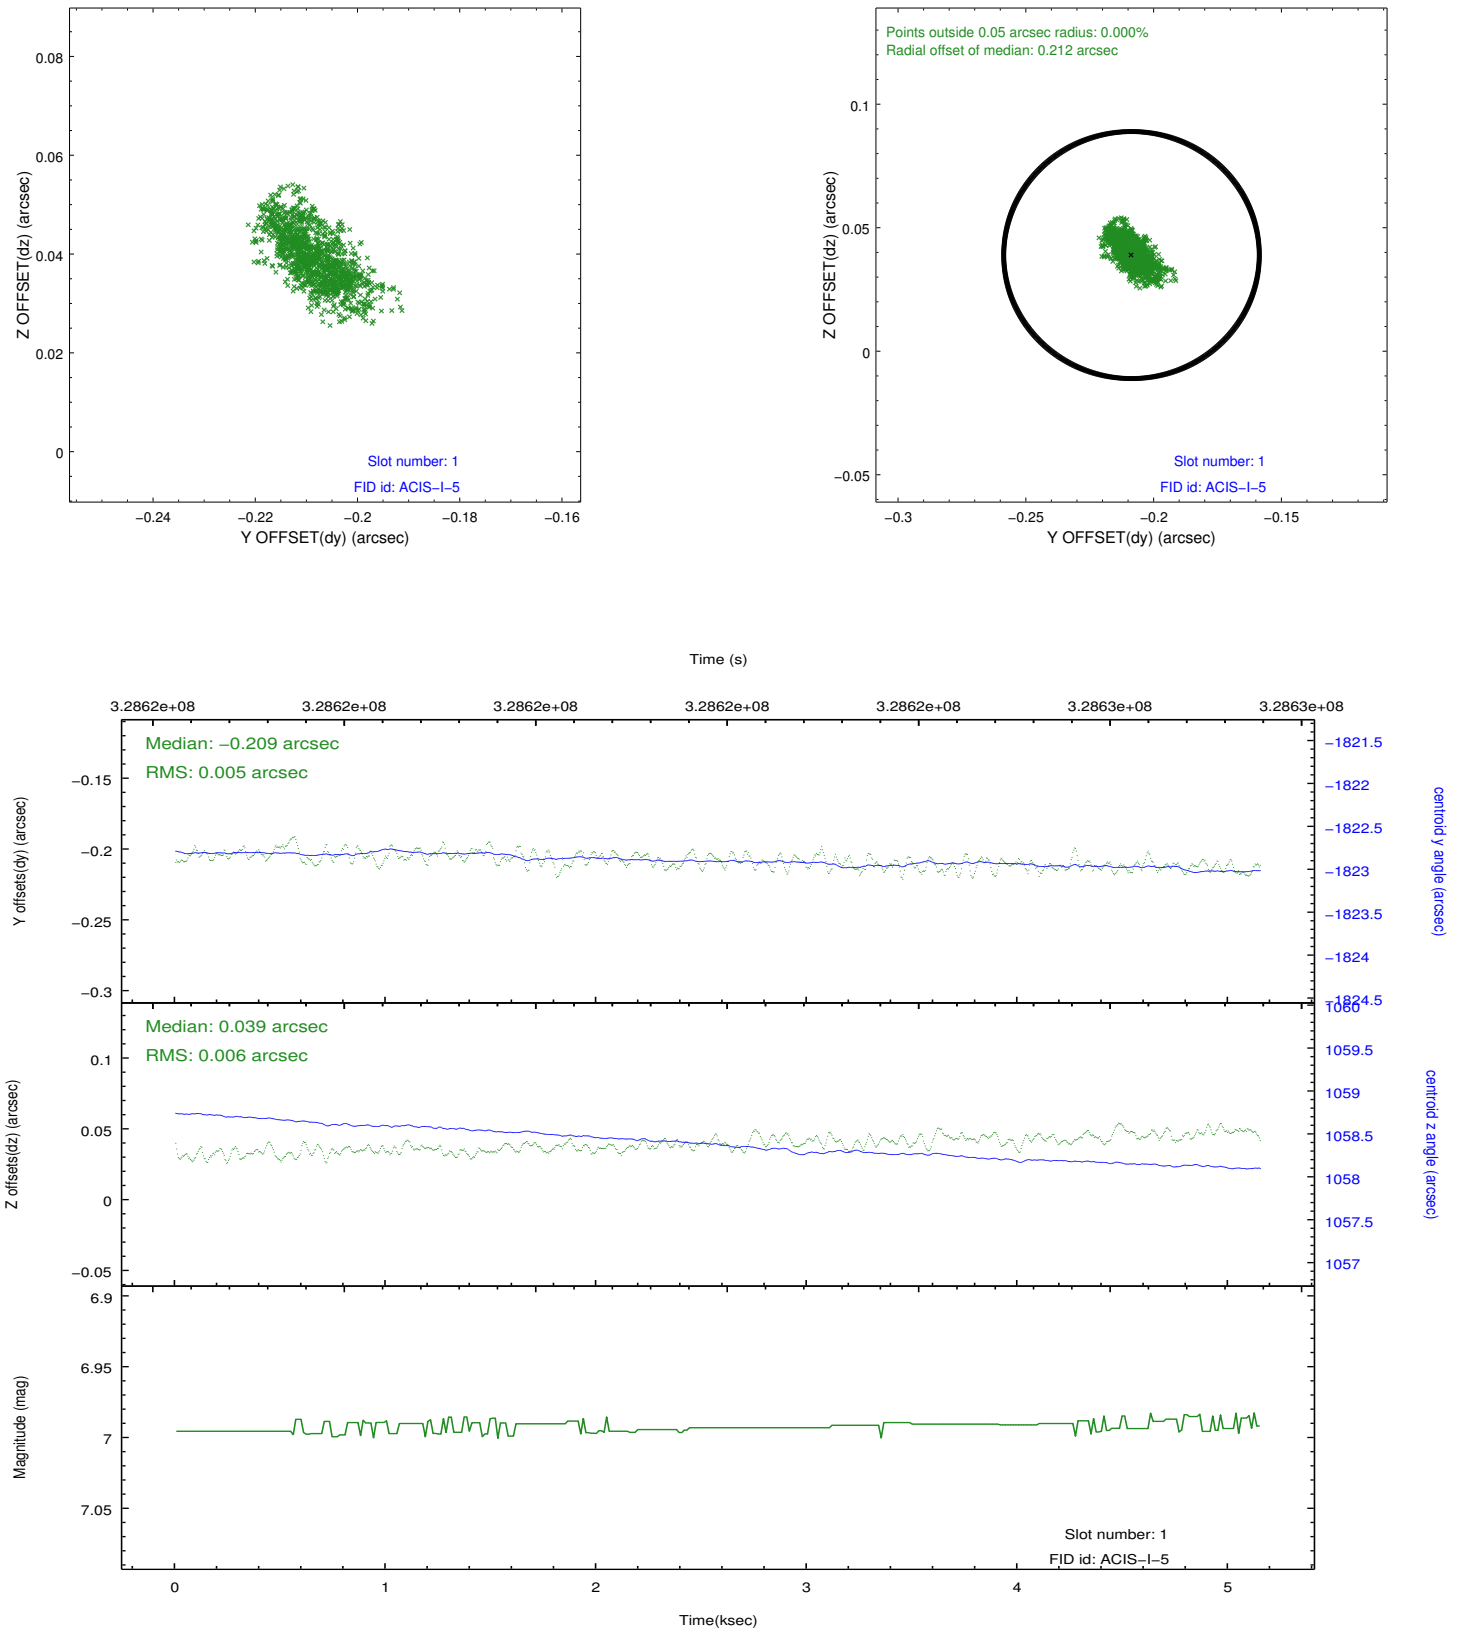 0.08
0.06
0.04
0.02
0
Z OFFSET(dz) (arcsec)
Slot number: 1
FID id: ACIS−I−5
−0.24 −0.22 −0.2 −0.18 −0.16
Y OFFSET(dy) (arcsec)
Points outside 0.05 arcsec radius: 0.000%
Radial offset of median: 0.212 arcsec
0.1
0.05
0
−0.05
Z OFFSET(dz) (arcsec)
Slot number: 1
FID id: ACIS−I−5
−0.3 −0.25 −0.2 −0.15
Y OFFSET(dy) (arcsec)
Time (s)
3.2862e+08 3.2862e+08 3.2862e+08 3.2862e+08 3.2862e+08 3.2863e+08 3.2863e+08
Median: −0.209 arcsec
RMS: 0.005 arcsec
−0.15
−0.2
−0.25
−0.3
Y offsets(dy) (arcsec)
−1821.5
−1822
−1822.5
−1823
−1823.5
−1824
−1824.5
centroid y angle (arcsec)
Median: 0.039 arcsec
RMS: 0.006 arcsec
0.1
0.05
0
−0.05
Z offsets(dz) (arcsec)
1060
1059.5
1059
1058.5
1058
1057.5
1057
centroid z angle (arcsec)
6.9
6.95
7
7.05
Magnitude (mag)
Slot number: 1
FID id: ACIS−I−5
0 1 2 3 4 5
Time(ksec)